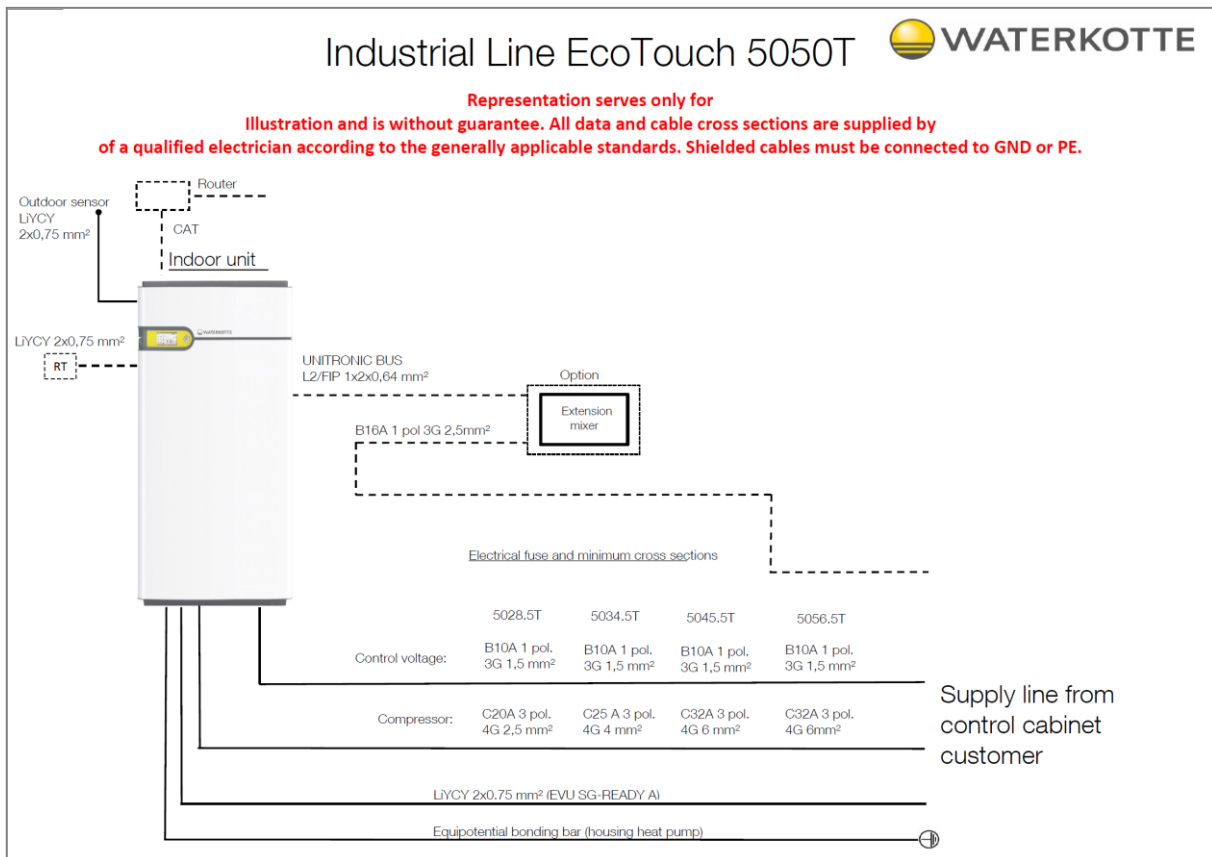 Industrial Line EcoTouch 5050T
WATERKOTTE
Representation serves only for
Illustration and is without guarantee. All data and cable cross sections are supplied by
of a qualified electrician according to the generally applicable standards. Shielded cables must be connected to GND or PE.
Router
Outdoor sensor
LiYCY
2x0,75 mm²
CAT
Indoor unit
WATERKOTTE
LiYCY 2x0,75 mm²
RT
UNITRONIC BUS
L2/FIP 1x2x0,64 mm²
Option
Extension
mixer
B16A 1 pol 3G 2,5mm²
Electrical fuse and minimum cross sections
5028.5T 5034.5T 5045.5T 5056.5T
Control voltage:
B10A 1 pol. B10A 1 pol. B10A 1 pol. B10A 1 pol.
3G 1,5 mm² 3G 1,5 mm² 3G 1,5 mm² 3G 1,5 mm²
Compressor:
C20A 3 pol. C25 A 3 pol. C32A 3 pol. C32A 3 pol.
4G 2,5 mm² 4G 4 mm² 4G 6 mm² 4G 6mm²
Supply line from
control cabinet
customer
LiYCY 2x0.75 mm² (EVU SG-READY A)
Equipotential bonding bar (housing heat pump)